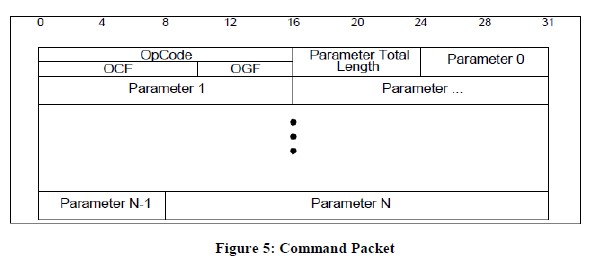 0 4 8 12 16 20 24 28 31
OpCode
Parameter Total Length
Parameter 0
OCF
OGF
Parameter 1
Parameter ...
Parameter N-1
Parameter N
Figure 5: Command Packet